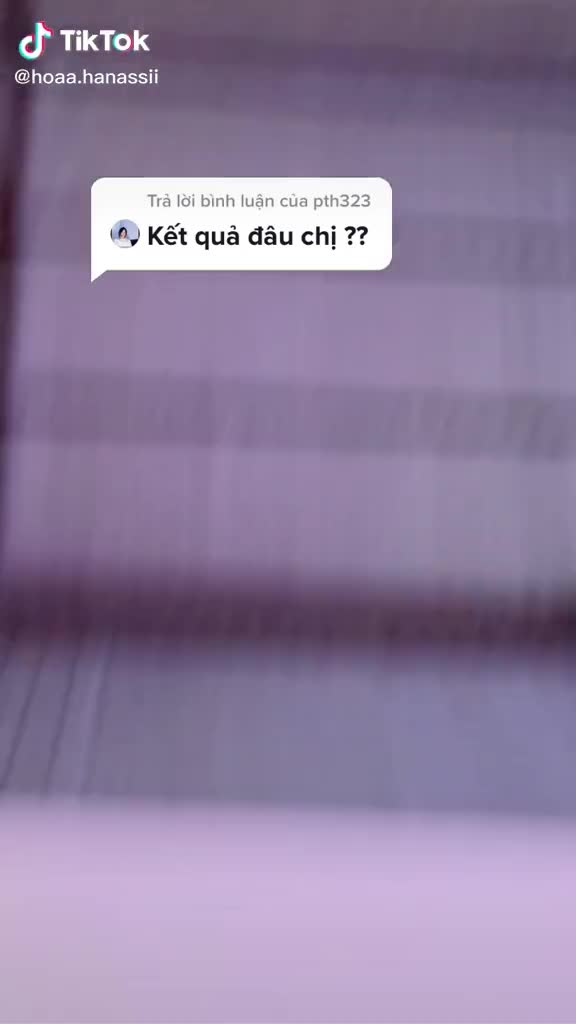 TikTok
@hoaa.hanassii
Trả lời bình luận của pth323
Kết quả đâu chị ??